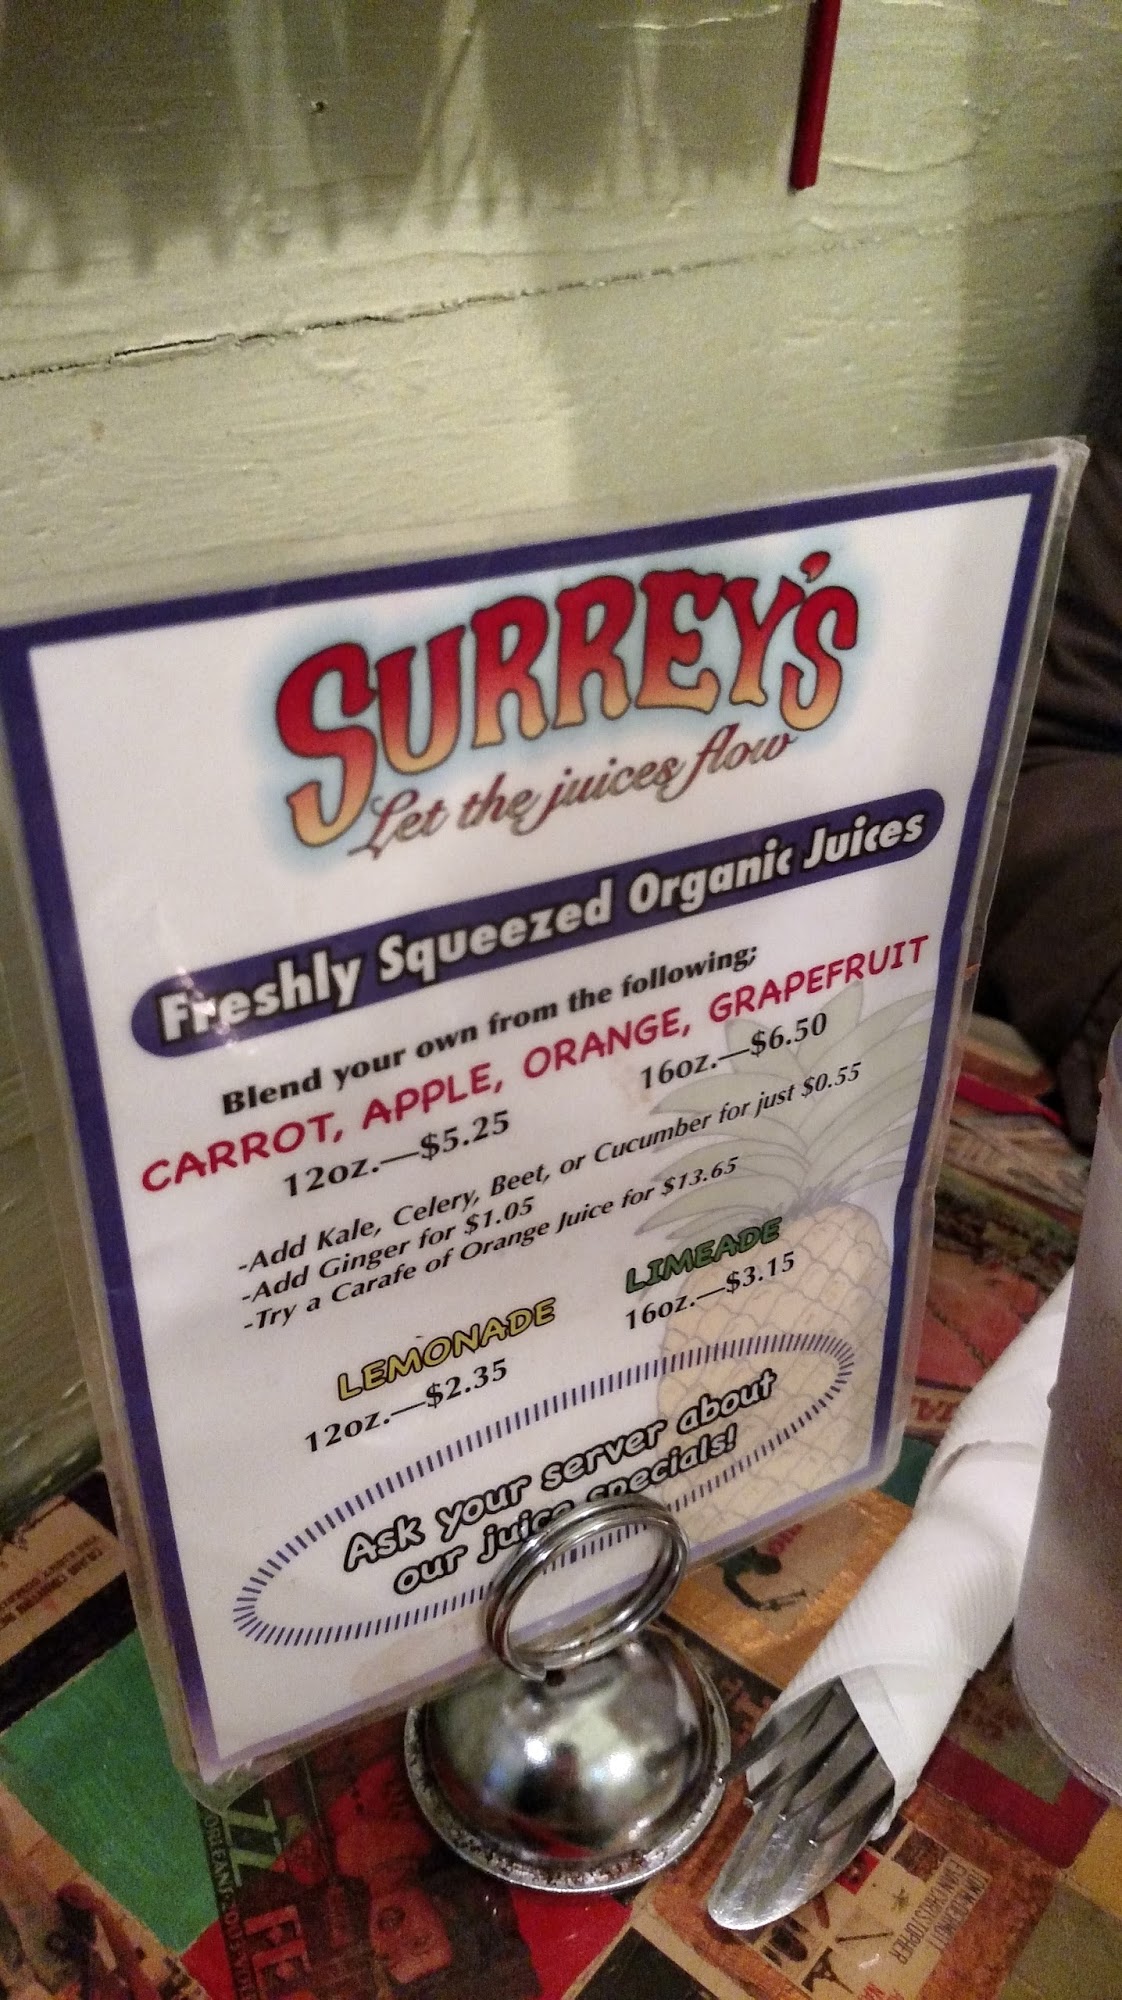 SURREY'S
Let the juices flow
Freshly Squeezed Organic Juices
Blend your own from the following;
CARROT, APPLE, ORANGE, GRAPEFRUIT
12oz.—$5.25 16oz.—$6.50
-Add Kale, Celery, Beet, or Cucumber for just $0.55
-Add Ginger for $1.05
-Try a Carafe of Orange Juice for $13.65
LEMONADE LIMEADE
12oz.—$2.35 16oz.—$3.15
Ask your server about
our juice specials!